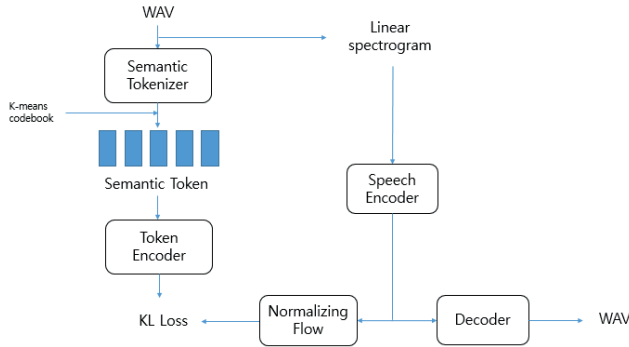 WAV
Linear
spectrogram
Semantic
Tokenizer
K-means
codebook
Semantic Token
Speech
Encoder
Token
Encoder
KL Loss
Normalizing
Flow
Decoder
WAV